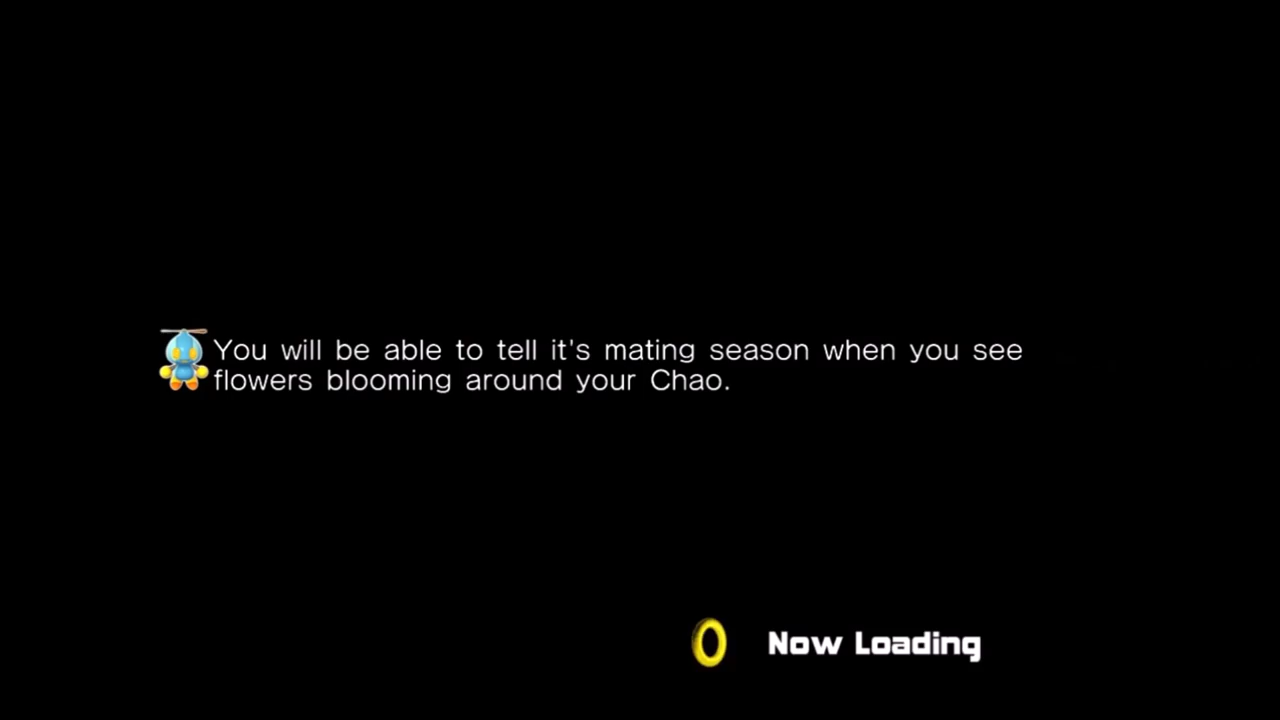 You will be able to tell it's mating season when you see
flowers blooming around your Chao.
Now Loading